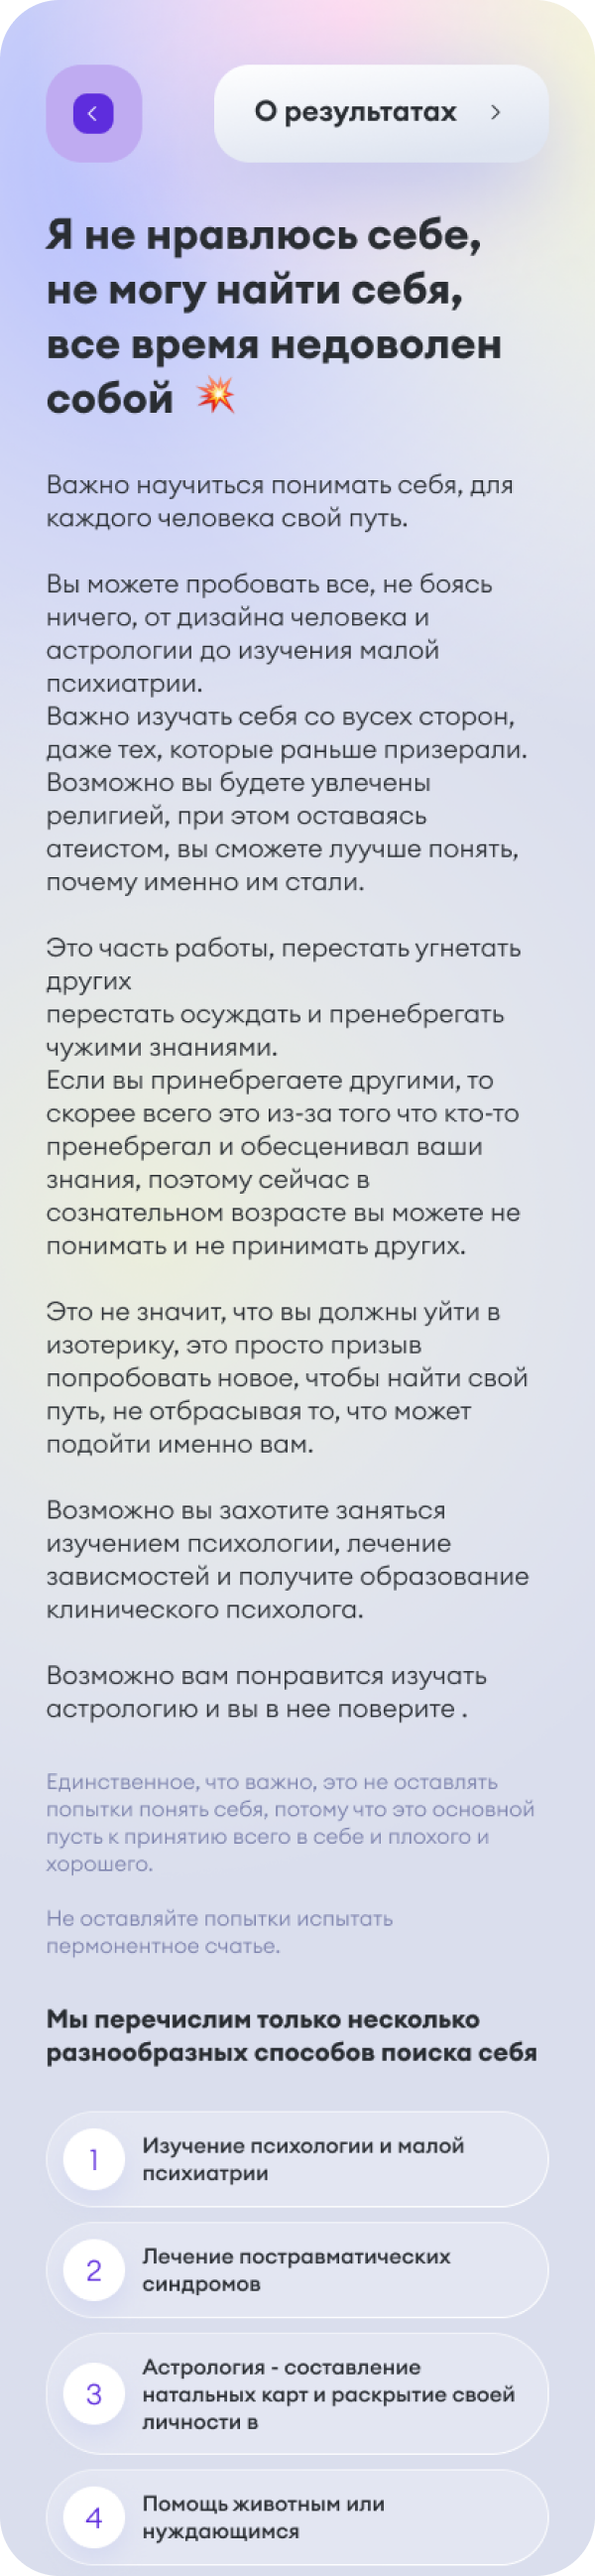 О результатах
Я не нравлюсь себе,
не могу найти себя,
все время недоволен
собой 💥
Важно научиться понимать себя, для
каждого человека свой путь.
Вы можете пробовать все, не боясь
ничего, от дизайна человека и
астрологии до изучения малой
психиатрии.
Важно изучать себя со вусех сторон,
даже тех, которые раньше призерали.
Возможно вы будете увлечены
религией, при этом оставаясь
атеистом, вы сможете луучше понять,
почему именно им стали.
Это часть работы, перестать угнетать
других
перестать осуждать и пренебрегать
чужими знаниями.
Если вы принебрегаете другими, то
скорее всего это из-за того что кто-то
пренебрегал и обесценивал ваши
знания, поэтому сейчас в
сознательном возрасте вы можете не
понимать и не принимать других.
Это не значит, что вы должны уйти в
изотерику, это просто призыв
попробовать новое, чтобы найти свой
путь, не отбрасывая то, что может
подойти именно вам.
Возможно вы захотите заняться
изучением психологии, лечение
зависмостей и получите образование
клинического психолога.
Возможно вам понравится изучать
астрологию и вы в нее поверите .
Единственное, что важно, это не оставлять
попытки понять себя, потому что это основной
пусть к принятию всего в себе и плохого и
хорошего.
Не оставляйте попытки испытать
пермонентное счатье.
Мы перечислим только несколько
разнообразных способов поиска себя
1 Изучение психологии и малой
психиатрии
2 Лечение постравматических
синдромов
3 Астрология - составление
натальных карт и раскрытие своей
личности в
4 Помощь животным или
нуждающимся